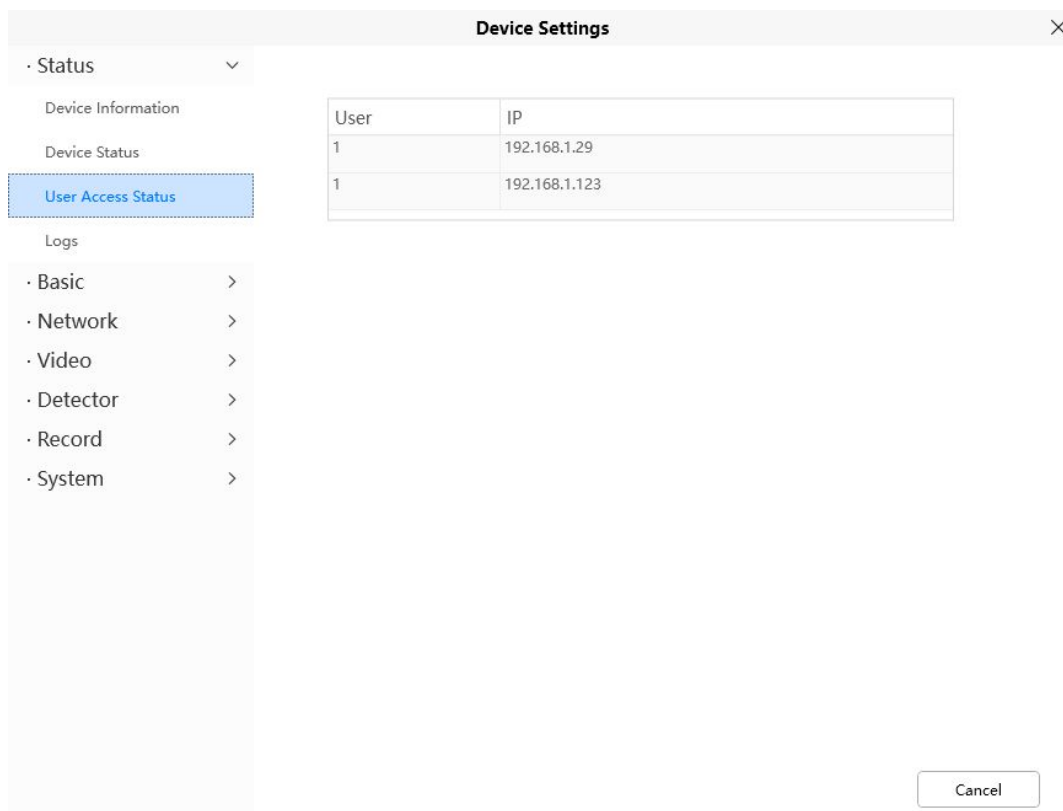 Device Settings
· Status
Device Information
Device Status
User Access Status
Logs
· Basic
· Network
· Video
· Detector
· Record
· System
User IP
1 192.168.1.29
1 192.168.1.123
Cancel